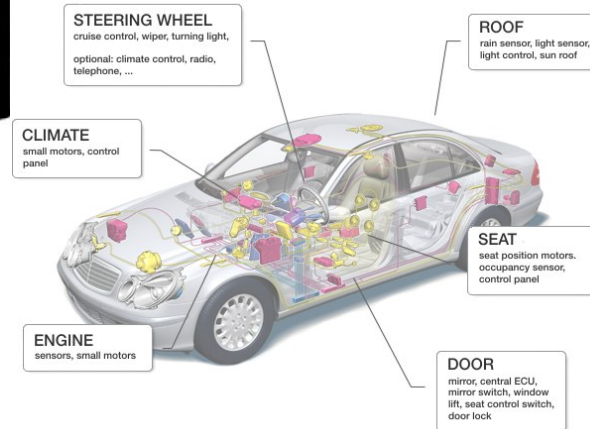 STEERING WHEEL
cruise control, wiper, turning light,
optional: climate control, radio,
telephone, ...
ROOF
rain sensor, light sensor,
light control, sun roof
CLIMATE
small motors, control
panel
SEAT
seat position motors.
occupancy sensor,
control panel
ENGINE
sensors, small motors
DOOR
mirror, central ECU,
mirror switch, window
lift, seat control switch,
door lock